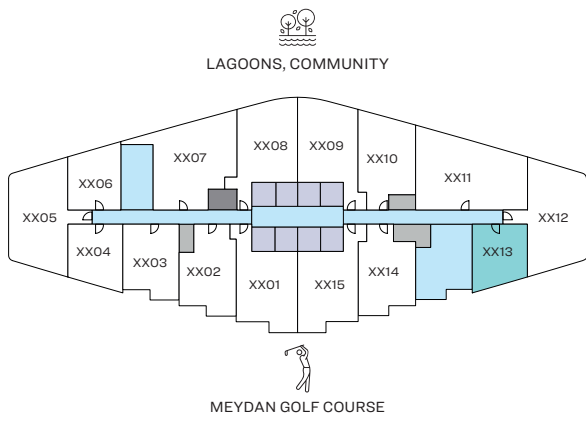 LAGOONS, COMMUNITY
XX08 XX09
XX07 XX10
XX06 XX11
XX05 XX12
XX04 XX03 XX02 XX01 XX15 XX14 XX13
MEYDAN GOLF COURSE